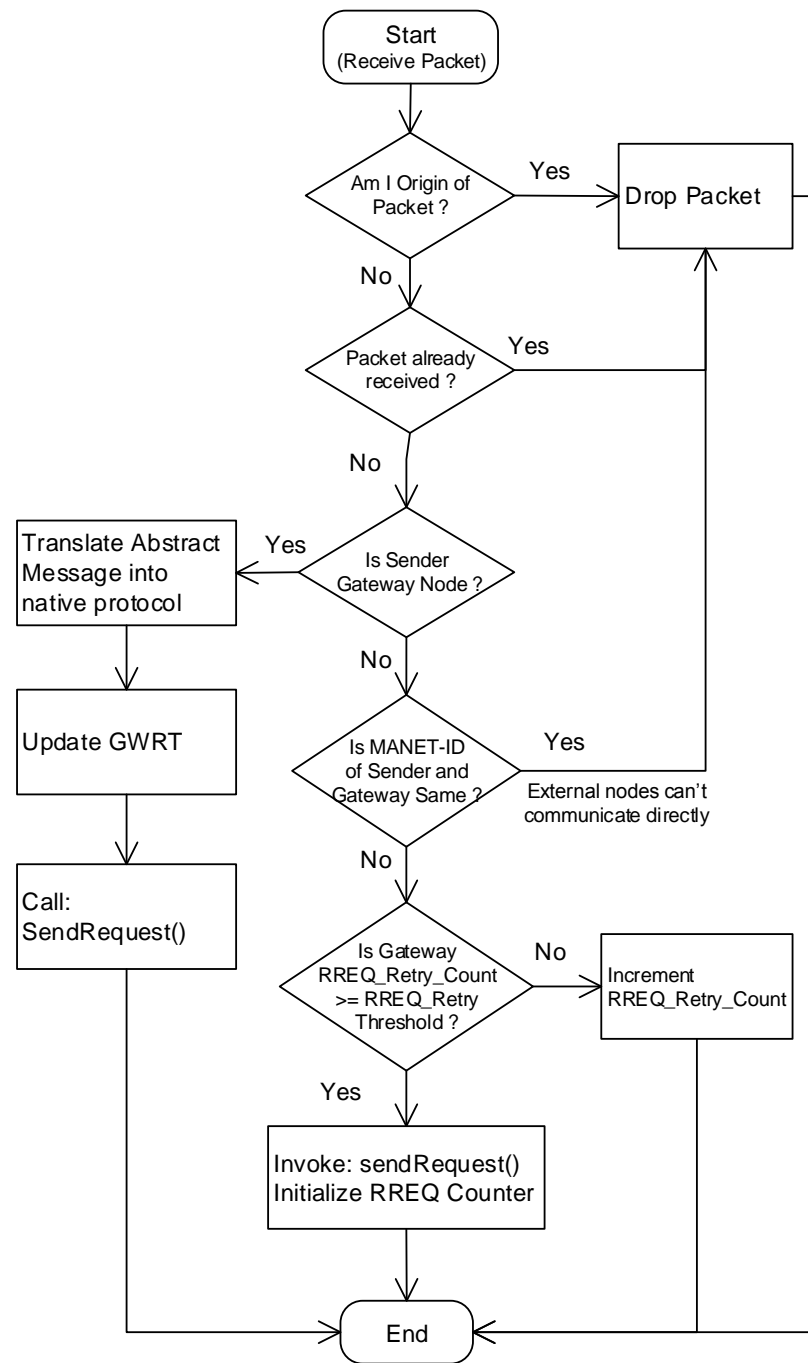 Start
(Receive Packet)
Am I Origin of
Packet ?
Yes
Drop Packet
No
Packet already
received ?
Yes
No
Translate Abstract
Message into
native protocol
Yes
Is Sender
Gateway Node ?
No
Update GWRT
Is MANET-ID
of Sender and
Gateway Same ?
Yes
External nodes can't
communicate directly
No
Call:
SendRequest()
Is Gateway
RREQ_Retry_Count
>= RREQ_Retry
Threshold ?
No
Increment
RREQ_Retry_Count
Yes
Invoke: sendRequest()
Initialize RREQ Counter
End